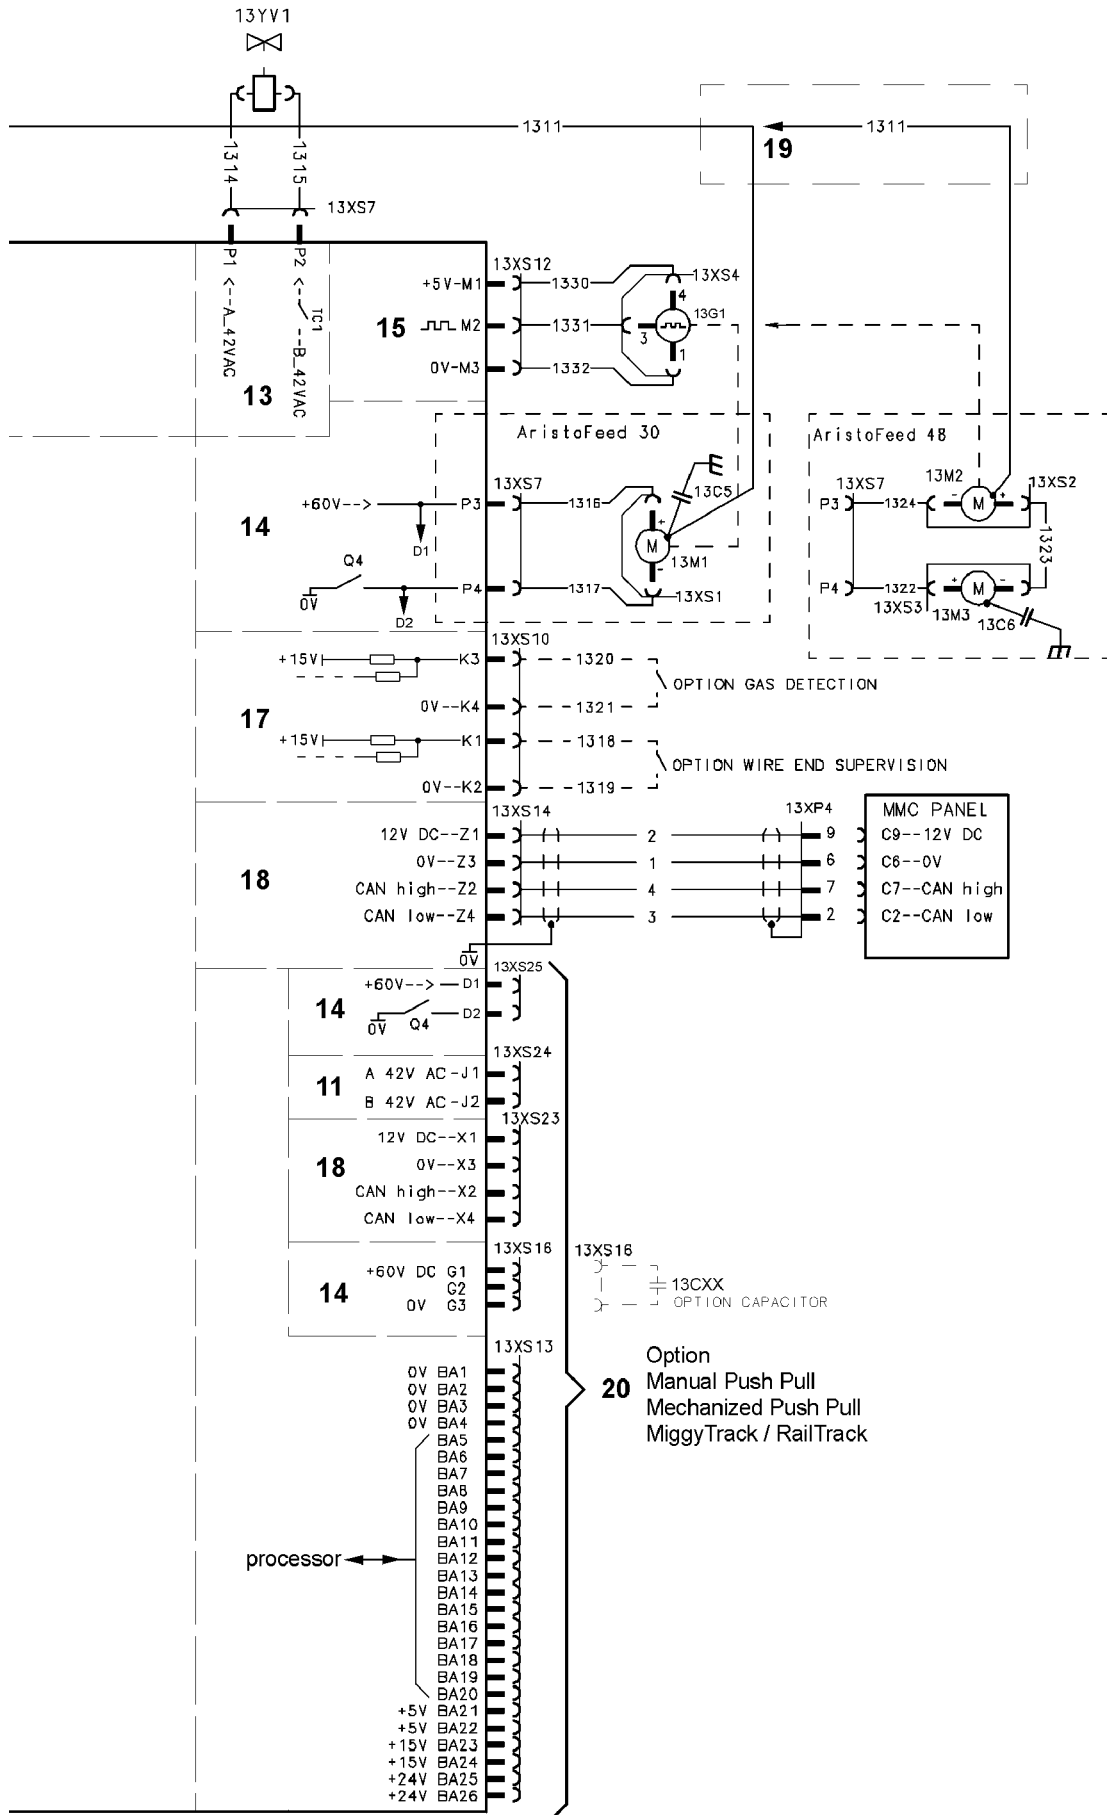 13YV1
1311
1311
19
1314
1315
13XS7
P1 <--A_42VAC
P2 <-- --B_42VAC
TC1
13
13XS12
+5V-M1
1330
13XS4
4
15
M2
1331
3
13G1
0V-M3
1332
1
AristoFeed 30
AristoFeed 48
13XS7
+60V-->
P3
1316
13C5
14
D1
+
M
13M1
-
Q4
0V
P4
1317
13XS1
D2
13XS7
13M2
13XS2
P3
1324
-
M
+
1323
P4
1322
+
M
-
13XS3
13M3
13C6
13XS10
+15V
K3
1320
OPTION GAS DETECTION
0V--K4
1321
17
+15V
K1
1318
OPTION WIRE END SUPERVISION
0V--K2
1319
13XS14
13XP4
MMC PANEL
12V DC--Z1
2
9
C9--12V DC
0V--Z3
1
6
C6--0V
18
CAN high--Z2
4
7
C7--CAN high
CAN low--Z4
3
2
C2--CAN low
0V
13XS25
+60V-->
D1
14
0V
Q4
D2
13XS24
A 42V AC-J1
11
B 42V AC-J2
13XS23
12V DC--X1
0V--X3
18
CAN high--X2
CAN low--X4
13XS16
+60V DC G1
G2
14
0V G3
13XS16
13CXX
OPTION CAPACITOR
13XS13
0V BA1
0V BA2
0V BA3
0V BA4
BA5
BA6
BA7
BA8
BA9
BA10
BA11
BA12
processor
BA13
BA14
BA15
BA16
BA17
BA18
BA19
BA20
+5V BA21
+5V BA22
+15V BA23
+15V BA24
+24V BA25
+24V BA26
20
Option
Manual Push Pull
Mechanized Push Pull
MiggyTrack / RailTrack